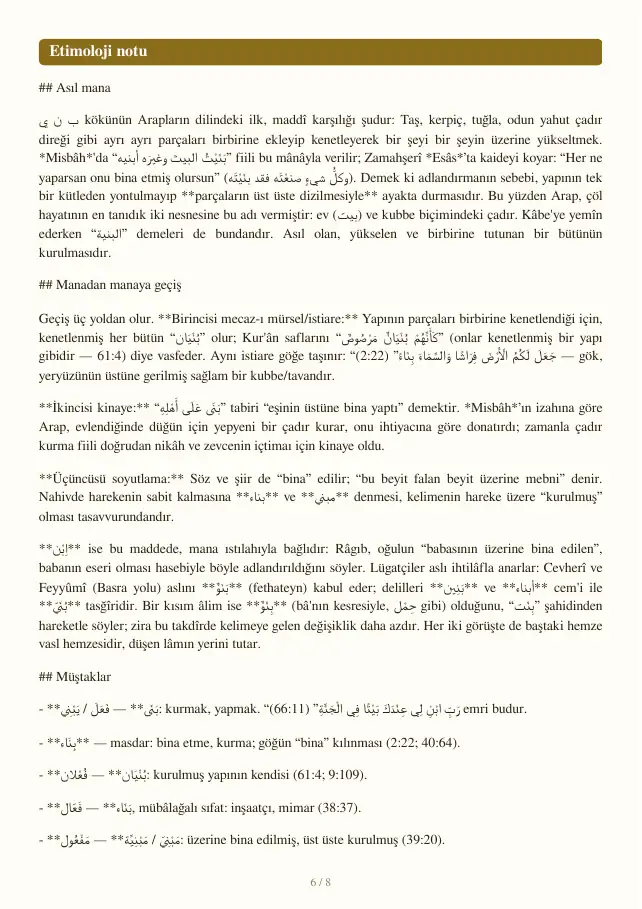 Etimoloji notu
## Asıl mana
ب ن ي kökünün Arapların dilindeki ilk, maddî karşılığı şudur: Taş, kerpiç, tuğla, odun yahut çadır
direği gibi ayrı ayrı parçaları birbirine ekleyip kenetleyerek bir şeyi bir şeyin üzerine yükseltmek.
*Misbâh*'da “بَنَيْتُ البيت وغيرَه أبنيه” fiili bu mânâyla verilir; Zamahşerî *Esâs*'ta kaideyi koyar: “Her ne
yaparsan onu bina etmiş olursun” (وكلُّ شيءٍ صنعْتَه فقد بنيْتَه). Demek ki adlandırmanın sebebi, yapının tek
bir kütleden yontulmayıp **parçaların üst üste dizilmesiyle** ayakta durmasıdır. Bu yüzden Arap, çöl
hayatının en tanıdık iki nesnesine bu adı vermiştir: ev (بيت) ve kubbe biçimindeki çadır. Kâbe'ye yemîn
ederken “البنية” demeleri de bundandır. Asıl olan, yükselen ve birbirine tutunan bir bütünün
kurulmasıdır.
## Manadan manaya geçiş
Geçiş üç yoldan olur. **Birincisi mecaz-ı mürsel/istiare:** Yapının parçaları birbirine kenetlendiği için,
kenetlenmiş her bütün “بُنْيَان” olur; Kur'ân saflarını “كَأَنَّهُمْ بُنْيَانٌ مَرْصُوصٌ” (onlar kenetlenmiş bir yapı
gibidir — 61:4) diye vasfeder. Aynı istiare göğe taşınır: “جَعَلَ لَكُمُ الْأَرْضَ فِرَاشًا وَالسَّمَاءَ بِنَاءً” (2:22) — gök,
yeryüzünün üstüne gerilmiş sağlam bir kubbe/tavandır.
**İkincisi kinaye:** “بَنَى عَلَى أَهْلِهِ” tabiri “eşinin üstüne bina yaptı” demektir. *Misbâh*'ın izahına göre
Arap, evlendiğinde düğün için yepyeni bir çadır kurar, onu ihtiyacına göre donatırdı; zamanla çadır
kurma fiili doğrudan nikâh ve zevcenin içtimaı için kinaye oldu.
**Üçüncüsü soyutlama:** Söz ve şiir de “bina” edilir; “bu beyit falan beyit üzerine mebni” denir.
Nahivde harekenin sabit kalmasına **بناء** ve **مبني** denmesi, kelimenin hareke üzere “kurulmuş”
olması tasavvurundandır.
**اِبْن** ise bu maddede, mana ıstılahıyla bağlıdır: Râgıb, oğulun “babasının üzerine bina edilen”,
babanın eseri olması hasebiyle böyle adlandırıldığını söyler. Lügatçiler aslı ihtilâfla anarlar: Cevherî ve
Feyyûmî (Basra yolu) aslını **بَنَوٌ** (fethateyn) kabul eder; delilleri **بَنِين** ve **أبناء** cem'i ile
**بُنَيّ** tasğîridir. Bir kısım âlim ise **بِنْوٌ** (bâ'nın kesresiyle, حِمْل gibi) olduğunu, “بِنْت” şahidinden
hareketle söyler; zira bu takdîrde kelimeye gelen değişiklik daha azdır. Her iki görüşte de baştaki hemze
vasl hemzesidir, düşen lâmın yerini tutar.
## Müştaklar
- **بَنَى** — فَعَلَ / يَبْنِي: kurmak, yapmak. “رَبِّ ابْنِ لِي عِنْدَكَ بَيْتًا فِي الْجَنَّةِ” (66:11) emri budur.
- **بِنَاء** — masdar: bina etme, kurma; göğün “bina” kılınması (2:22; 40:64).
- **بُنْيَان** — فُعْلان: kurulmuş yapının kendisi (61:4; 9:109).
- **بَنّاء** — فَعّال, mübâlağalı sıfat: inşaatçı, mimar (38:37).
- **مَبْنِيّ / مَبْنِيَّة** — مَفْعُول: üzerine bina edilmiş, üst üste kurulmuş (39:20).
6 / 8